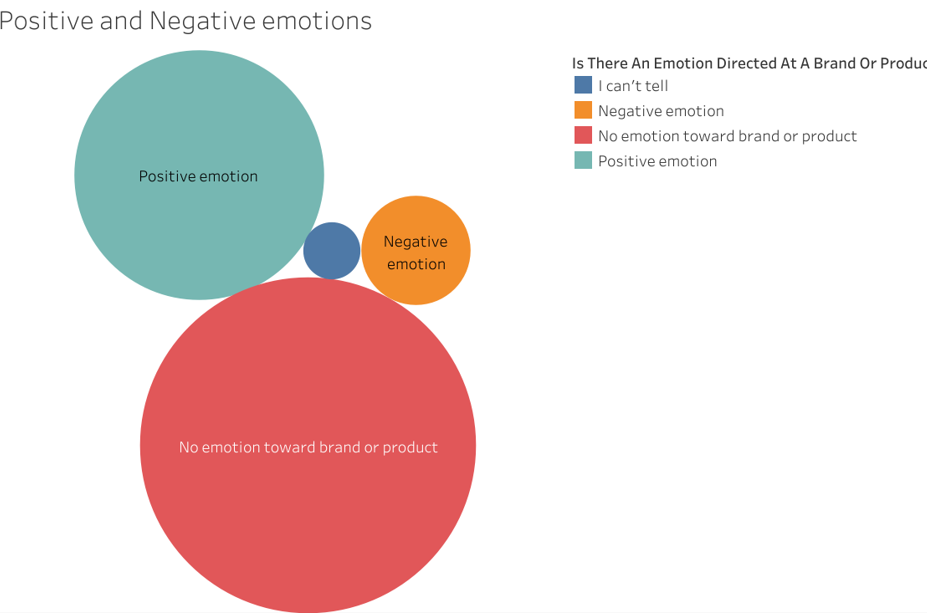 Positive and Negative emotions
Is There An Emotion Directed At A Brand Or Produc
I can't tell
Negative emotion
No emotion toward brand or product
Positive emotion
Positive emotion
Negative
emotion
No emotion toward brand or product